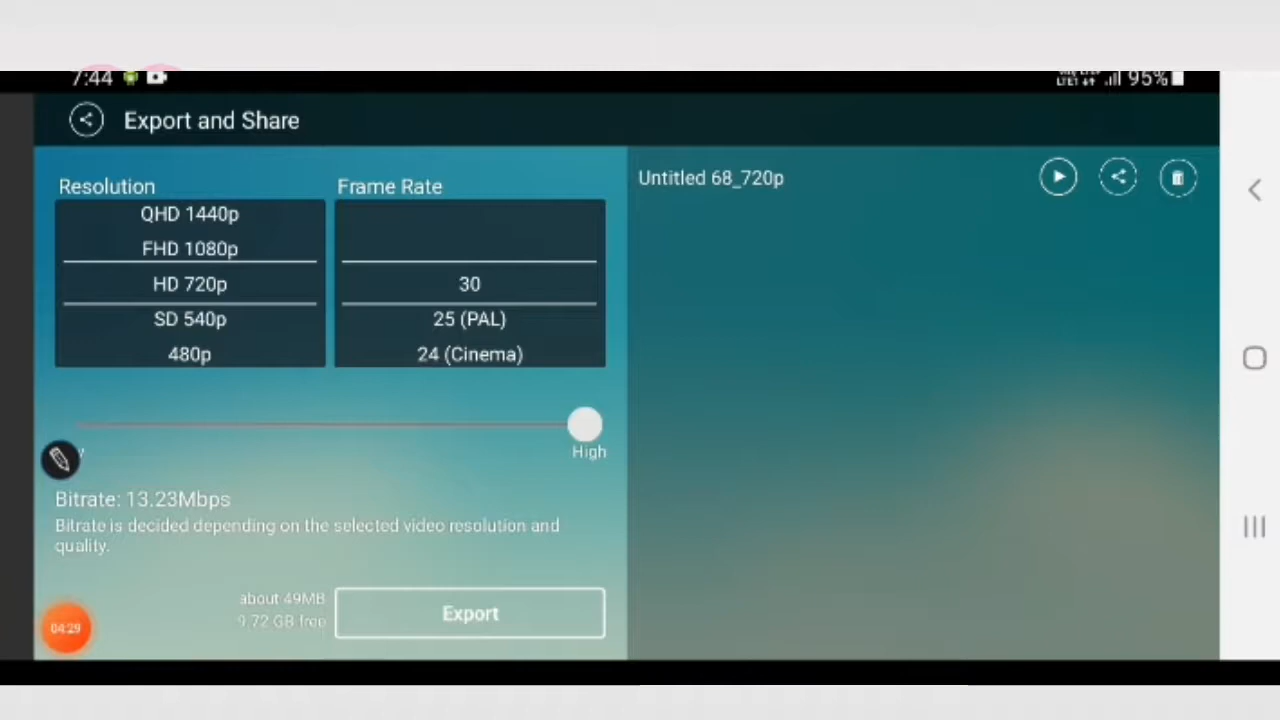 7:44
95%
Export and Share
Resolution
Frame Rate
QHD 1440p
FHD 1080p
HD 720p
SD 540p
480p
30
25 (PAL)
24 (Cinema)
High
Bitrate: 13.23Mbps
Bitrate is decided depending on the selected video resolution and
quality.
about 49MB
9.72 GB free
Export
04:29
Untitled 68_720p